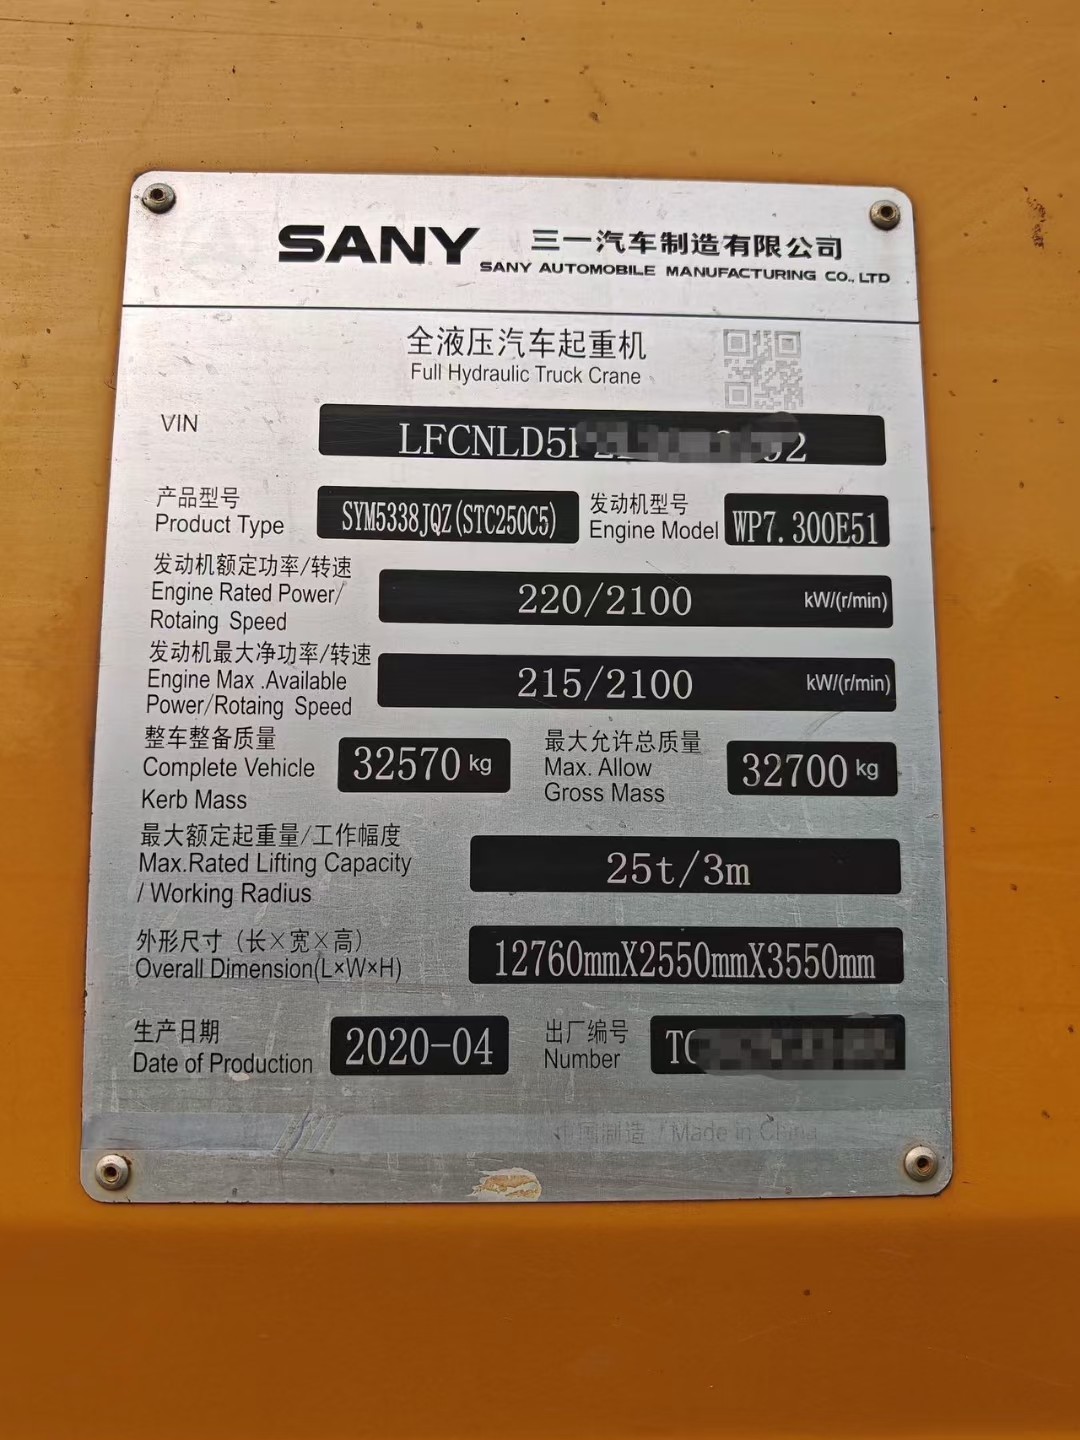 SANY 三一汽车制造有限公司
SANY AUTOMOBILE MANUFACTURING CO., LTD
全液压汽车起重机
Full Hydraulic Truck Crane
VIN
LFCNLD5
产品型号
Product Type
SYM5338JQZ(STC250C5)
发动机型号
Engine Model
WP7.300E51
发动机额定功率/转速
Engine Rated Power/
Rotaing Speed
220/2100 kW/(r/min)
发动机最大净功率/转速
Engine Max .Available
Power/Rotaing Speed
215/2100 kW/(r/min)
整车整备质量
Complete Vehicle
Kerb Mass
32570 kg
最大允许总质量
Max. Allow
Gross Mass
32700 kg
最大额定起重量/工作幅度
Max.Rated Lifting Capacity
/ Working Radius
25t/3m
外形尺寸（长×宽×高）
Overall Dimension(L×W×H)
12760mmX2550mmX3550mm
生产日期
Date of Production
2020-04
出厂编号
Number
中国制造 / Made in China